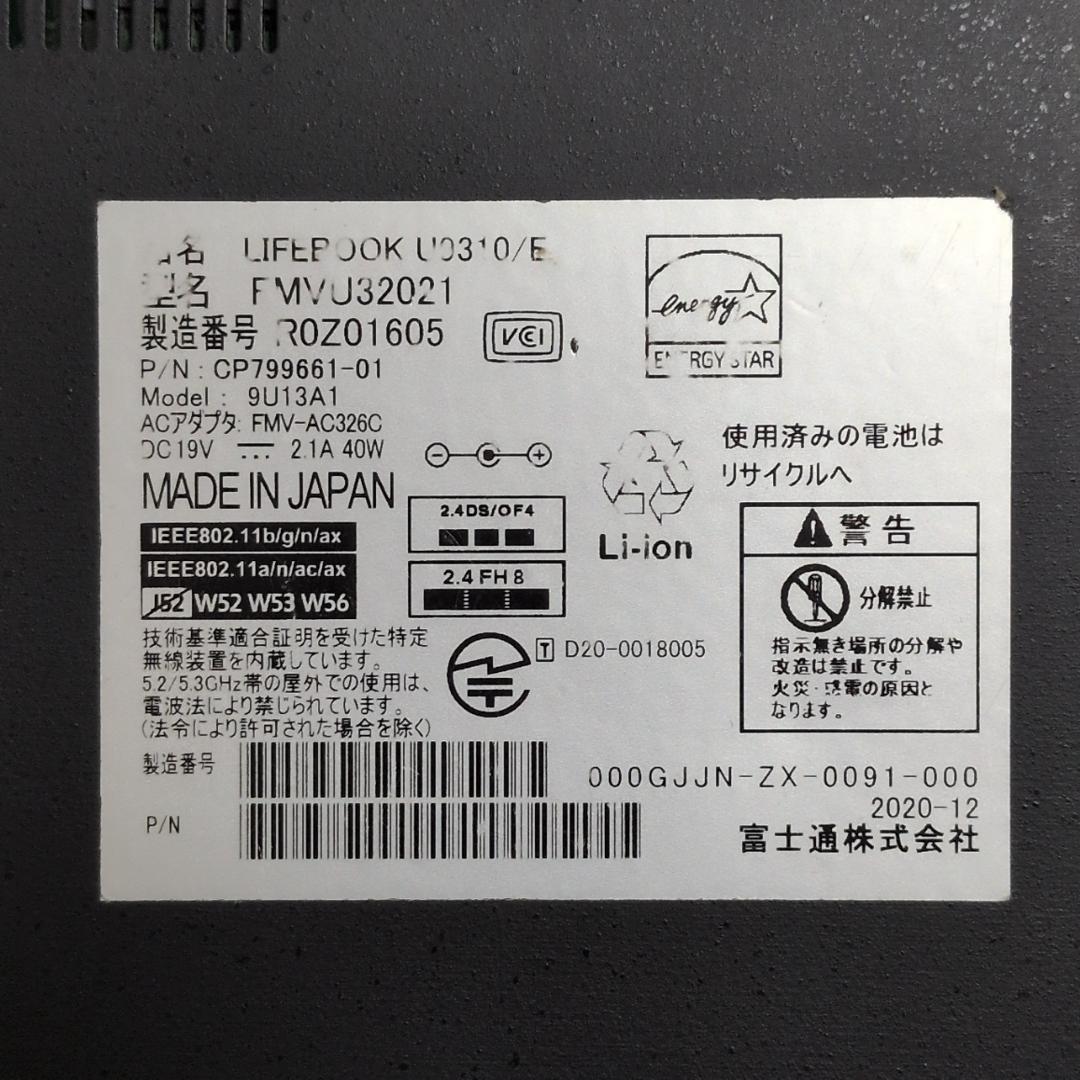 名 LIFEBOOK U9310/E
型名 FMVU32021
製造番号 R0Z01605
VCI
energy
ENERGY STAR
P/N : CP799661-01
Model : 9U13A1
ACアダプタ: FMV-AC326C
DC19V 2.1A 40W
MADE IN JAPAN
IEEE802.11b/g/n/ax
IEEE802.11a/n/ac/ax
J52 W52 W53 W56
2.4DS/OF4
2.4FH8
Li-ion
使用済みの電池は
リサイクルへ
警告
分解禁止
指示無き場所の分解や
改造は禁止です。
火災・感電の原因と
なります。
技術基準適合証明を受けた特定
無線装置を内蔵しています。
5.2/5.3GHz帯の屋外での使用は、
電波法により禁じられています。
(法令により許可された場合を除く)
T D20-0018005
製造番号
P/N
000GJJN-ZX-0091-000
2020-12
富士通株式会社